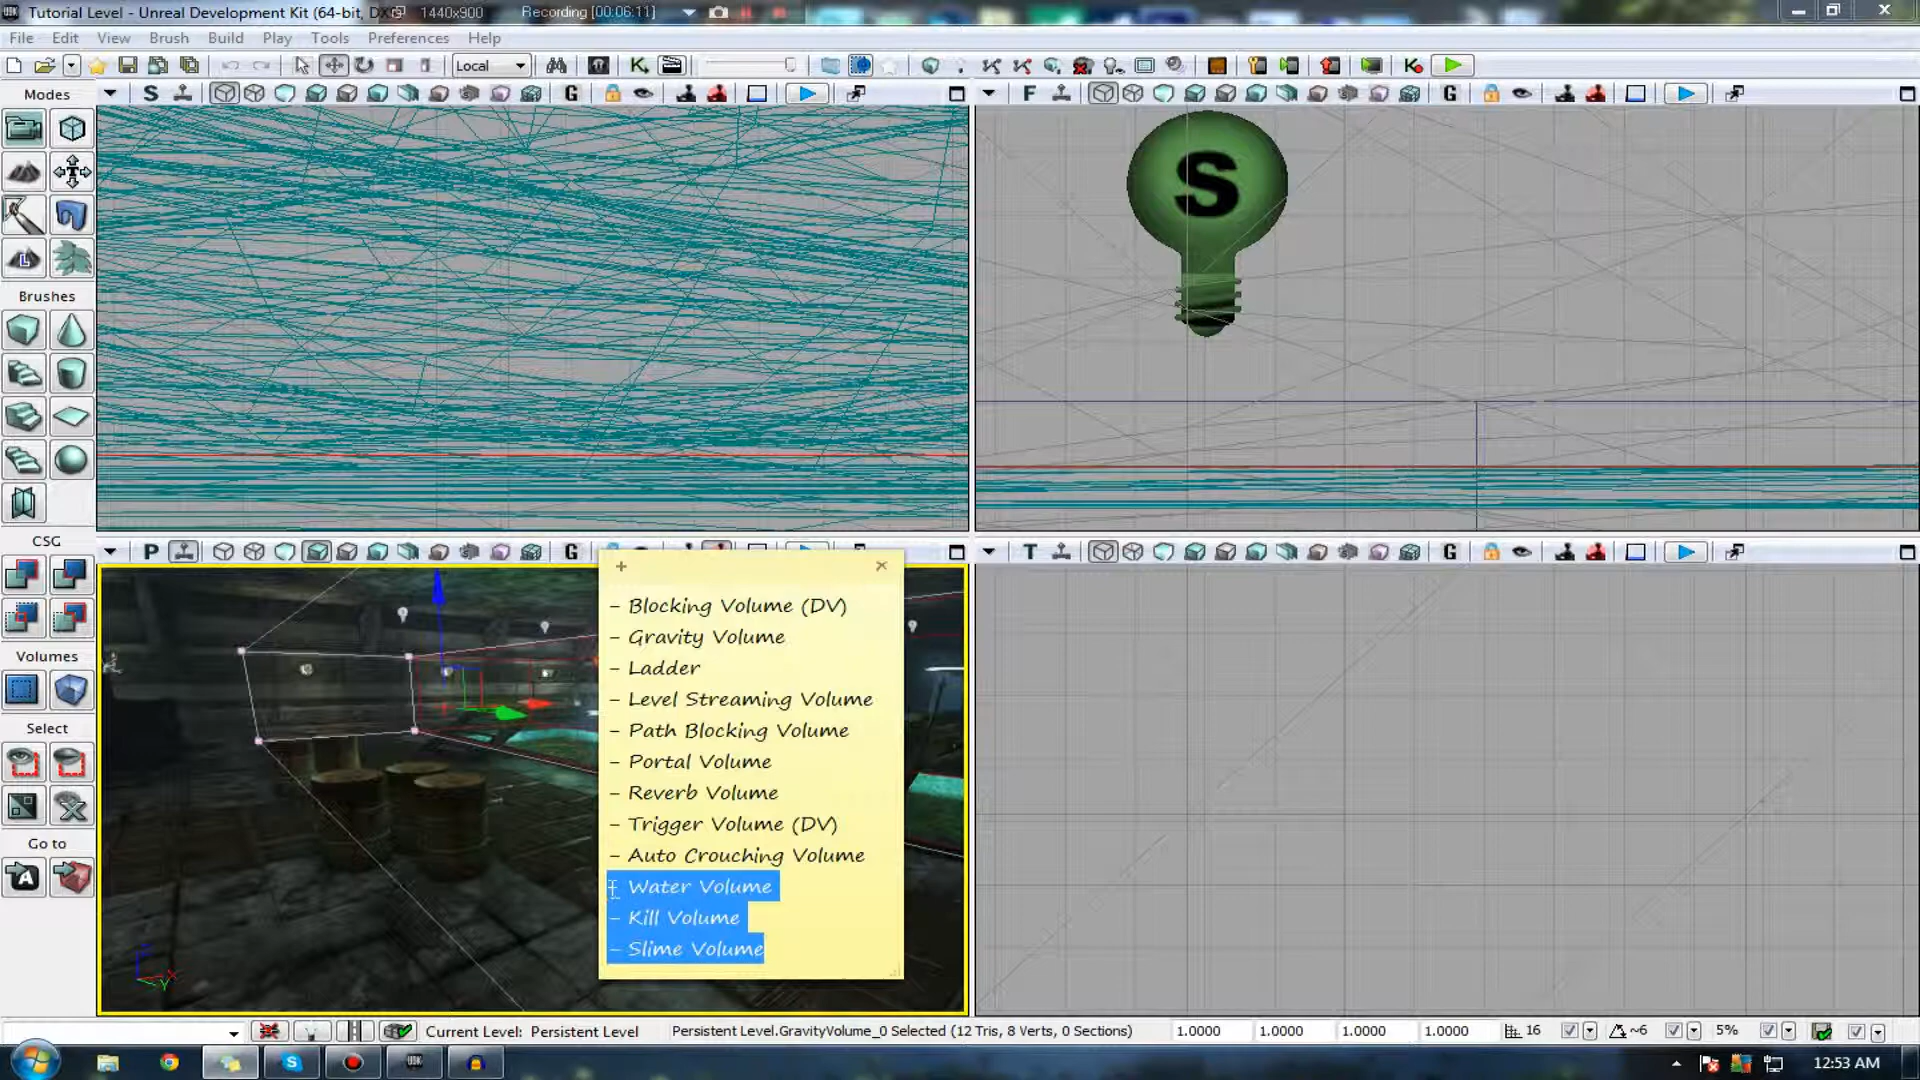 Tutorial Level - Unreal Development Kit (64-bit, DX
1440x900
Recording [00:06:11]
File Edit View Brush Build Play Tools Preferences Help
Local
Modes
S
G
F
G
S
L
Brushes
CSG
P
G
T
G
- Blocking Volume (DV)
- Gravity Volume
- Ladder
- Level Streaming Volume
- Path Blocking Volume
- Portal Volume
- Reverb Volume
- Trigger Volume (DV)
- Auto Crouching Volume
- Water Volume
- Kill Volume
- Slime Volume
Volumes
Select
Go to
A
X
Y
Current Level: Persistent Level
Persistent Level.GravityVolume_0 Selected (12 Tris, 8 Verts, 0 Sections)
1.0000 1.0000 1.0000 1.0000
16
~6
5%
12:53 AM